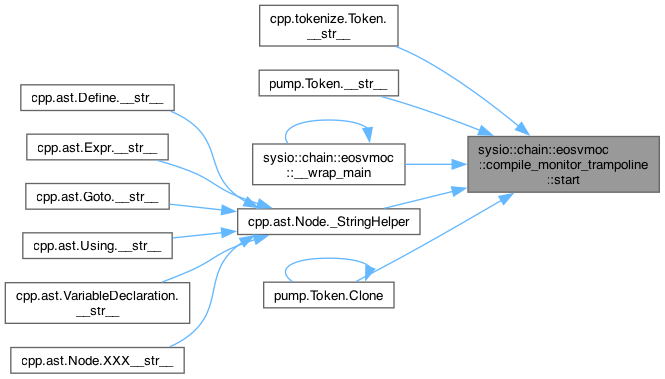 cpp.tokenize.Token.
__str__
pump.Token.__str__
cpp.ast.Define.__str__
cpp.ast.Expr.__str__
sysio::chain::eosvmoc
::__wrap_main
sysio::chain::eosvmoc
::compile_monitor_trampoline
::start
cpp.ast.Goto.__str__
cpp.ast.Node._StringHelper
cpp.ast.Using.__str__
cpp.ast.VariableDeclaration.
__str__
pump.Token.Clone
cpp.ast.Node.XXX__str__